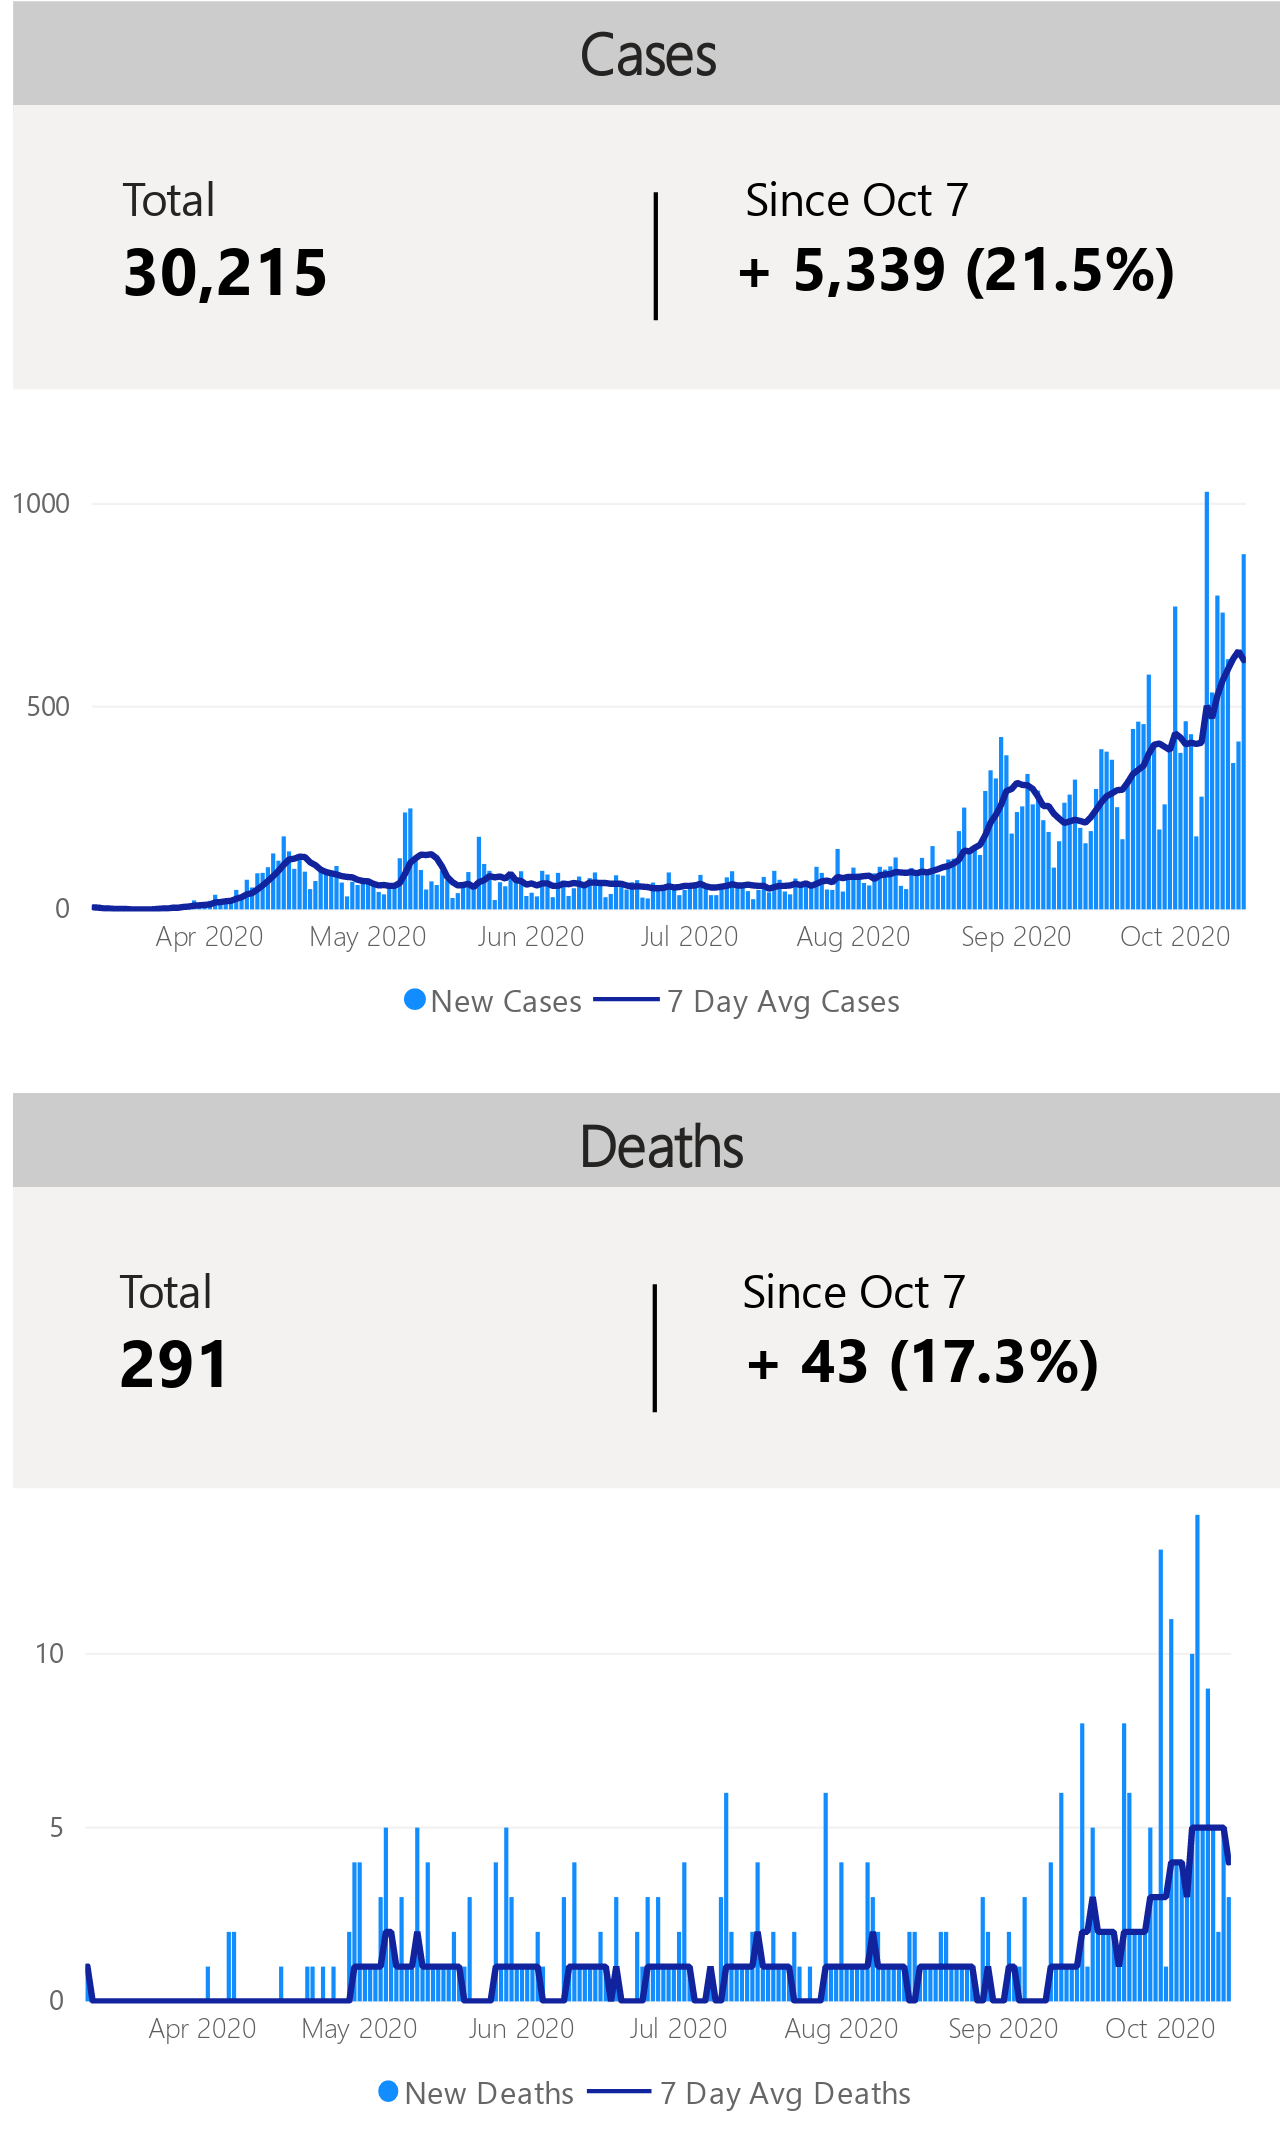 Cases
Total
Since Oct 7
30,215
+ 5,339 (21.5%)
1000
500
0
Apr 2020 May 2020 Jun 2020 Jul 2020 Aug 2020 Sep 2020 Oct 2020
New Cases 7 Day Avg Cases
Deaths
Total
Since Oct 7
291
+ 43 (17.3%)
10
5
0
Apr 2020 May 2020 Jun 2020 Jul 2020 Aug 2020 Sep 2020 Oct 2020
New Deaths 7 Day Avg Deaths